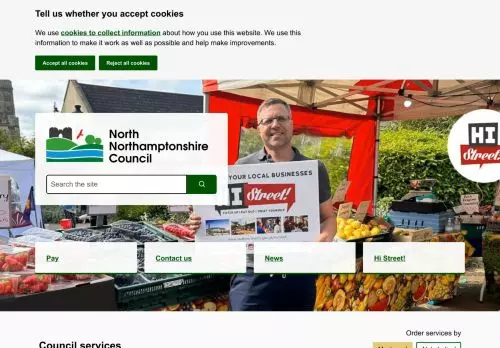 Tell us whether you accept cookies
We use cookies to collect information about how you use this website. We use
this information to make it work as well as possible and help make improvements.
Accept all cookies
Reject all cookies
North
Northamptonshire
Council
Search the site
YOUR LOCAL BUSINESSES
HI
Street!
HI
Street!
Pay
Contact us
News
Hi Street!
Council services
Order services by